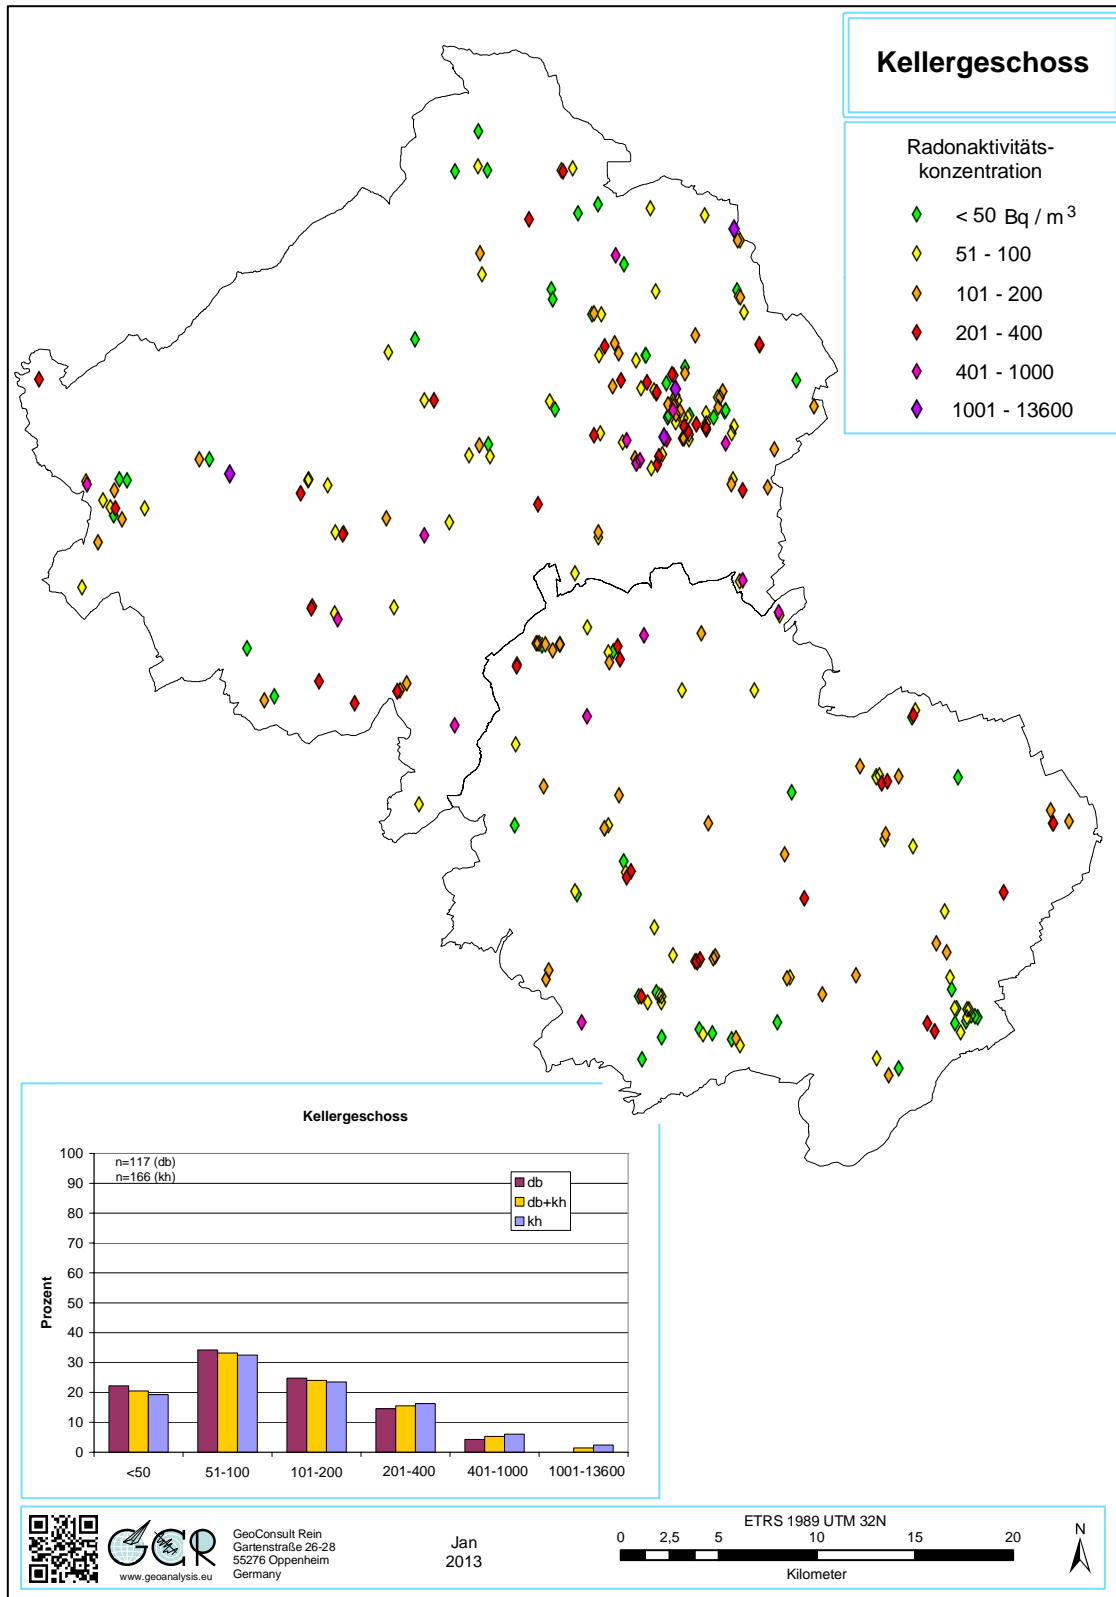 Kellergeschoss
Radonaktivitäts-
konzentration
< 50 Bq / m³
51 - 100
101 - 200
201 - 400
401 - 1000
1001 - 13600
Kellergeschoss
n=117 (db)
n=166 (kh)
db
db+kh
kh
Prozent
100
90
80
70
60
50
40
30
20
10
0
<50
51-100
101-200
201-400
401-1000
1001-13600
GCR
www.geoanalysis.eu
GeoConsult Rein
Gartenstraße 26-28
55276 Oppenheim
Germany
Jan
2013
ETRS 1989 UTM 32N
0 2,5 5 10 15 20
Kilometer
N